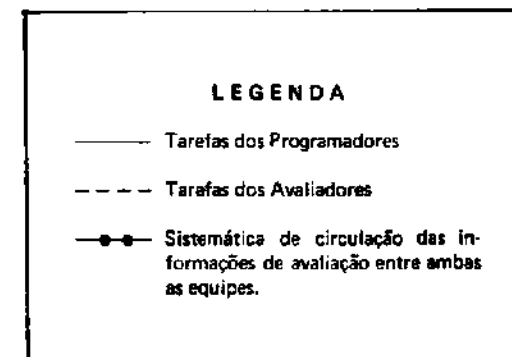 LEGENDA
Tarefas dos Programadores
Tarafas dos Avaliadores
Sistemática de circulação das in-
formações de avaliação entre ambas
as equipes.